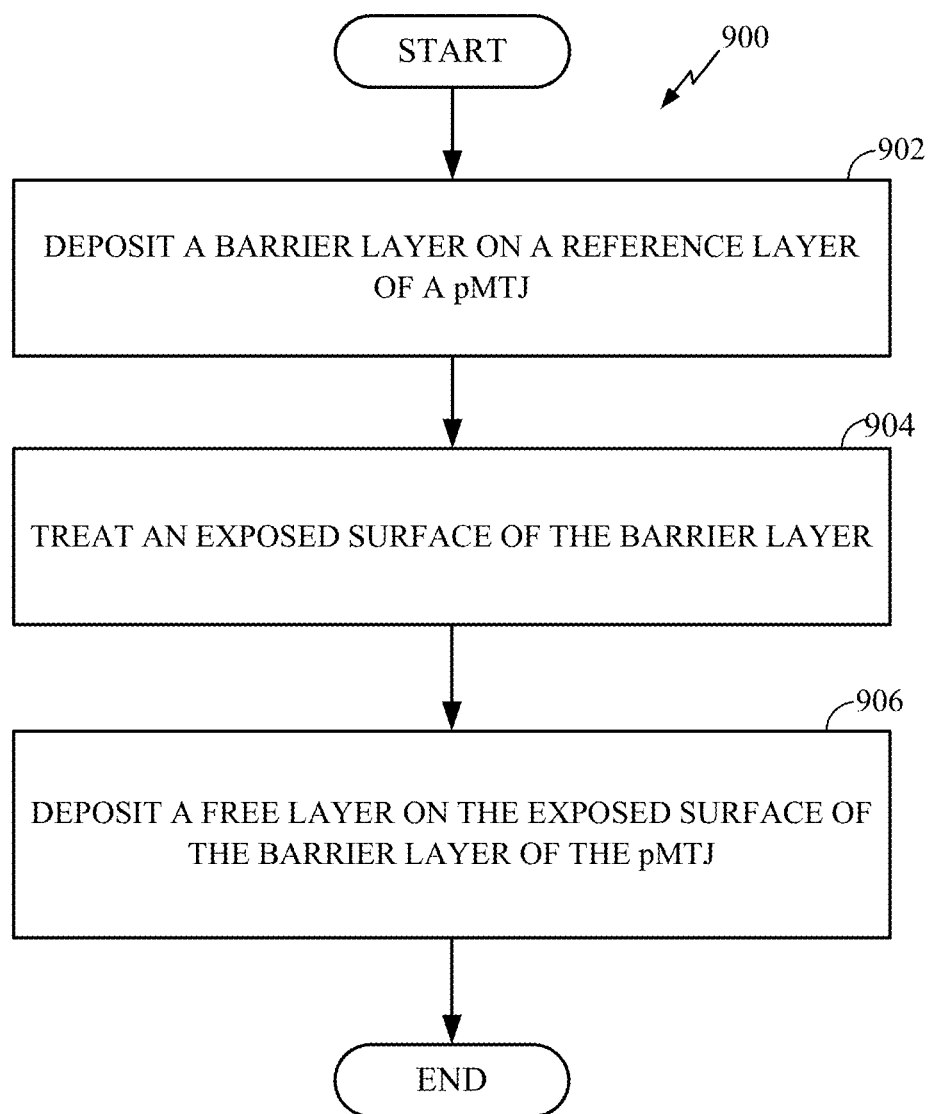 START
900
902
DEPOSIT A BARRIER LAYER ON A REFERENCE LAYER
OF A pMTJ
904
TREAT AN EXPOSED SURFACE OF THE BARRIER LAYER
906
DEPOSIT A FREE LAYER ON THE EXPOSED SURFACE OF
THE BARRIER LAYER OF THE pMTJ
END